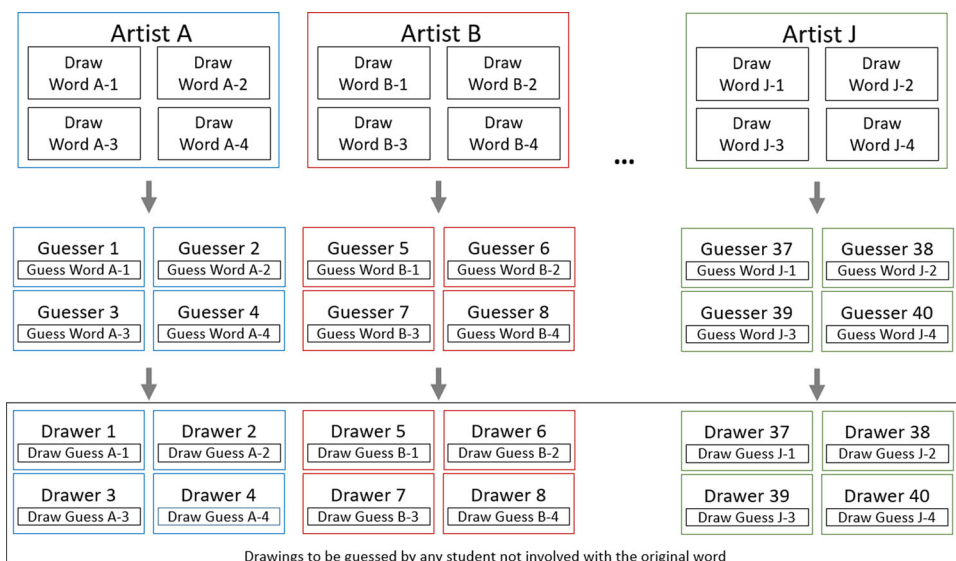 Artist A
Draw
Word A-1
Draw
Word A-2
Draw
Word A-3
Draw
Word A-4
Artist B
Draw
Word B-1
Draw
Word B-2
Draw
Word B-3
Draw
Word B-4
...
Artist J
Draw
Word J-1
Draw
Word J-2
Draw
Word J-3
Draw
Word J-4
Guesser 1
Guess Word A-1
Guesser 2
Guess Word A-2
Guesser 3
Guess Word A-3
Guesser 4
Guess Word A-4
Guesser 5
Guess Word B-1
Guesser 6
Guess Word B-2
Guesser 7
Guess Word B-3
Guesser 8
Guess Word B-4
Guesser 37
Guess Word J-1
Guesser 38
Guess Word J-2
Guesser 39
Guess Word J-3
Guesser 40
Guess Word J-4
Drawer 1
Draw Guess A-1
Drawer 2
Draw Guess A-2
Drawer 3
Draw Guess A-3
Drawer 4
Draw Guess A-4
Drawer 5
Draw Guess B-1
Drawer 6
Draw Guess B-2
Drawer 7
Draw Guess B-3
Drawer 8
Draw Guess B-4
Drawer 37
Draw Guess J-1
Drawer 38
Draw Guess J-2
Drawer 39
Draw Guess J-3
Drawer 40
Draw Guess J-4
Drawings to be guessed by any student not involved with the original word